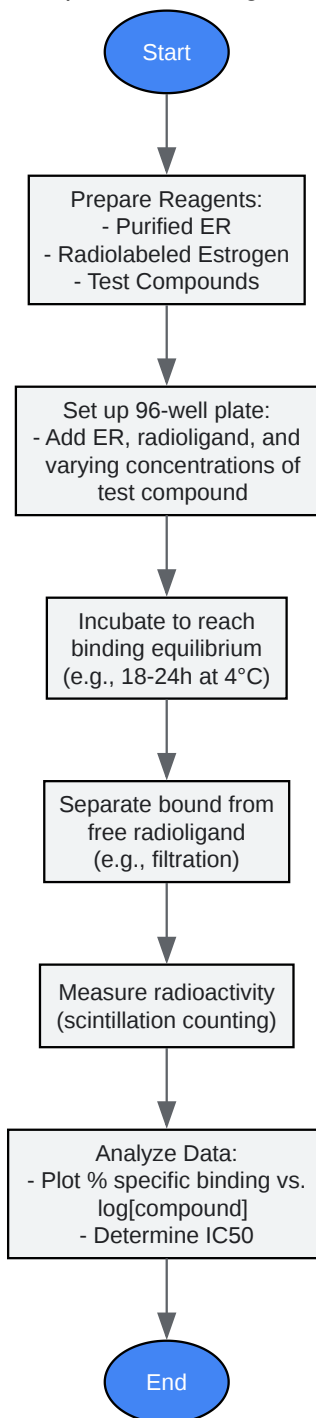 Start
Prepare Reagents:
- Purified ER
- Radiolabeled Estrogen
- Test Compounds
Set up 96-well plate:
- Add ER, radioligand, and
varying concentrations of
test compound
Incubate to reach
binding equilibrium
(e.g., 18-24h at 4°C)
Separate bound from
free radioligand
(e.g., filtration)
Measure radioactivity
(scintillation counting)
Analyze Data:
- Plot % specific binding vs.
log[compound]
- Determine IC50
End